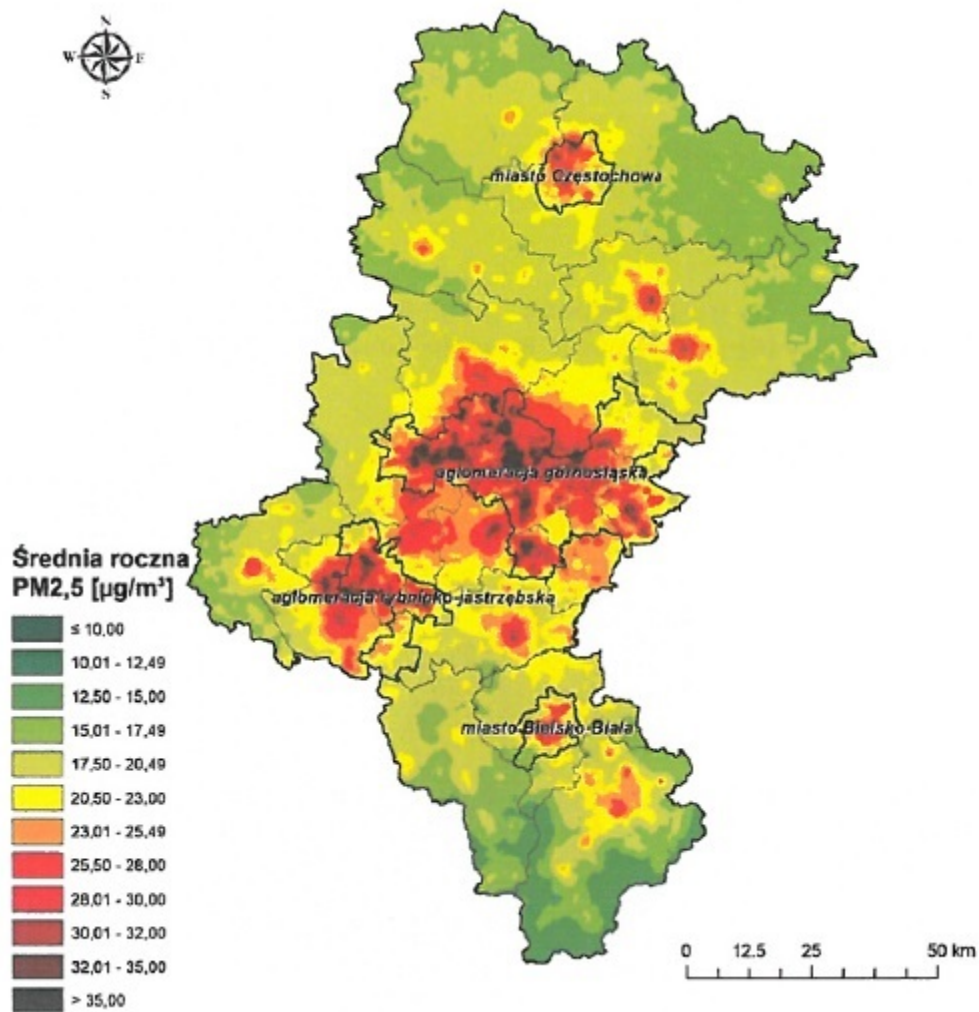 N
W E
S
miasto Częstochowa
aglomeracja górnośląska
Średnia roczna
PM2,5 [µg/m³]
aglomeracja rybnicko-jastrzębska
≤ 10,00
10,01 - 12,49
12,50 - 15,00
15,01 - 17,49
miasto Bielsko-Biała
17,50 - 20,49
20,50 - 23,00
23,01 - 25,49
25,50 - 28,00
28,01 - 30,00
30,01 - 32,00
32,01 - 35,00
> 35,00
0 12.5 25 50 km